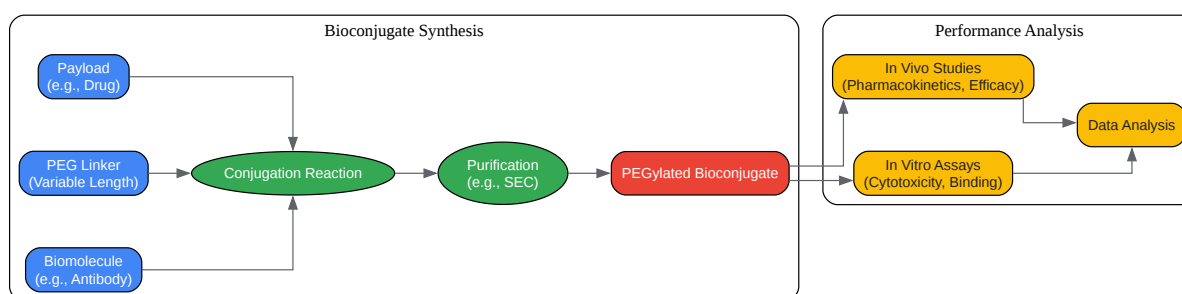 Bioconjugate Synthesis
Payload
(e.g., Drug)
PEG Linker
(Variable Length)
Biomolecule
(e.g., Antibody)
Conjugation Reaction
Purification
(e.g., SEC)
PEGylated Bioconjugate
Performance Analysis
In Vivo Studies
(Pharmacokinetics, Efficacy)
In Vitro Assays
(Cytotoxicity, Binding)
Data Analysis